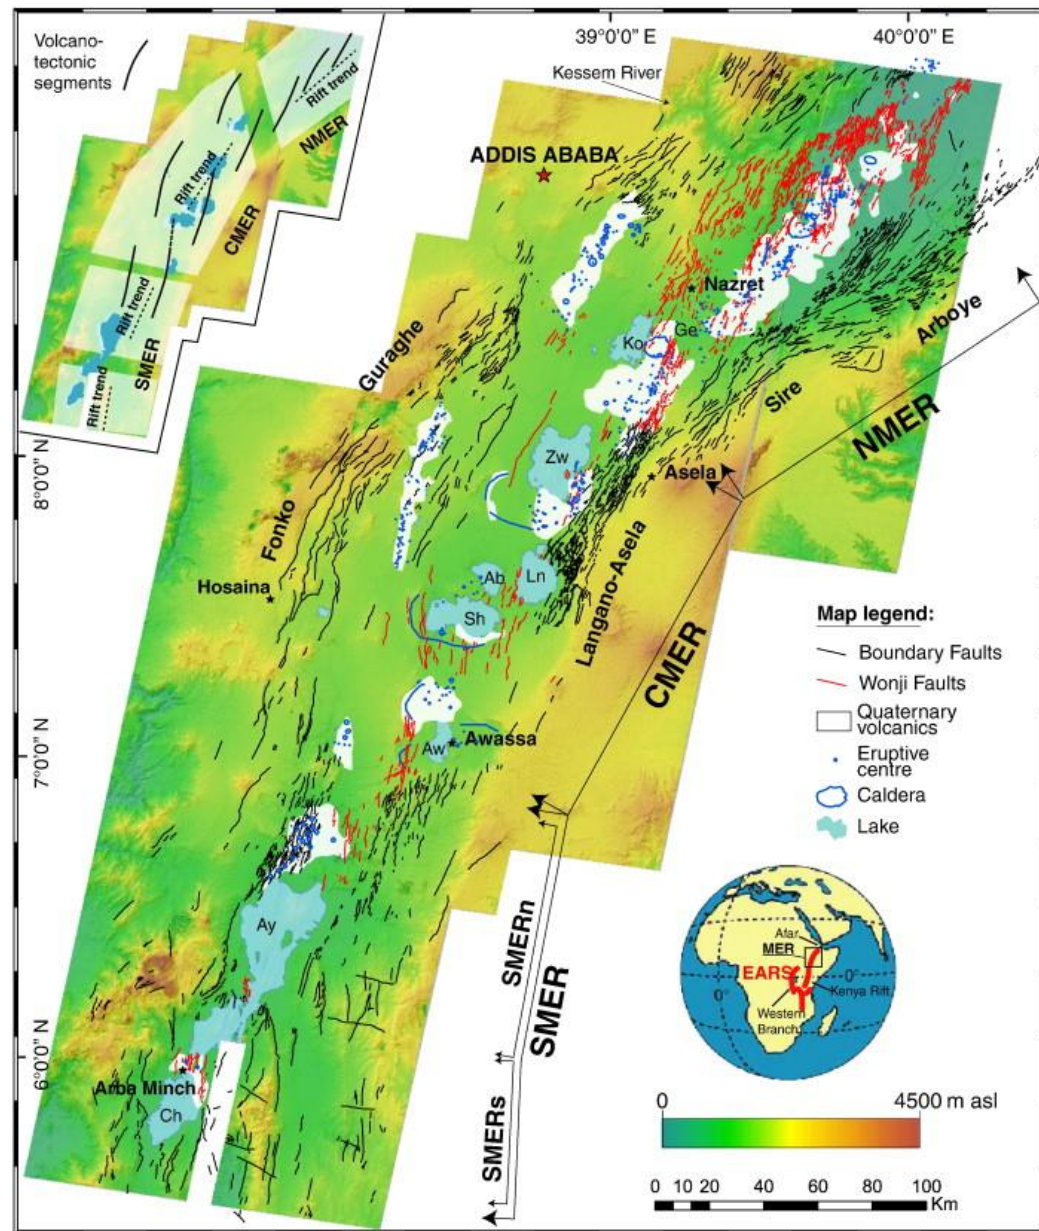 Volcano-
tectonic
segments
Rift trend
NMER
Rift trend
CMER
Rift trend
SMER
Rift trend
39°0'0" E
40°0'0" E
Kessem River
ADDIS ABABA
Nazret
Ge
Ko
Arboye
Guraghe
Sire
NMER
8°0'0" N
Zw
Asela
Fonko
Langano-Asela
Hosaina
Ab
Ln
Sh
CMER
Map legend:
Boundary Faults
Wonji Faults
Quaternary
volcanics
Eruptive
centre
Caldera
Lake
7°0'0" N
Aw
Awassa
Ay
SMERn
SMER
Afar
MER
EARS
0°
0°
Kenya Rift
Western
Branch
6°0'0" N
Arba Minch
Ch
SMERs
0
4500 m asl
0 10 20 40 60 80 100
Km